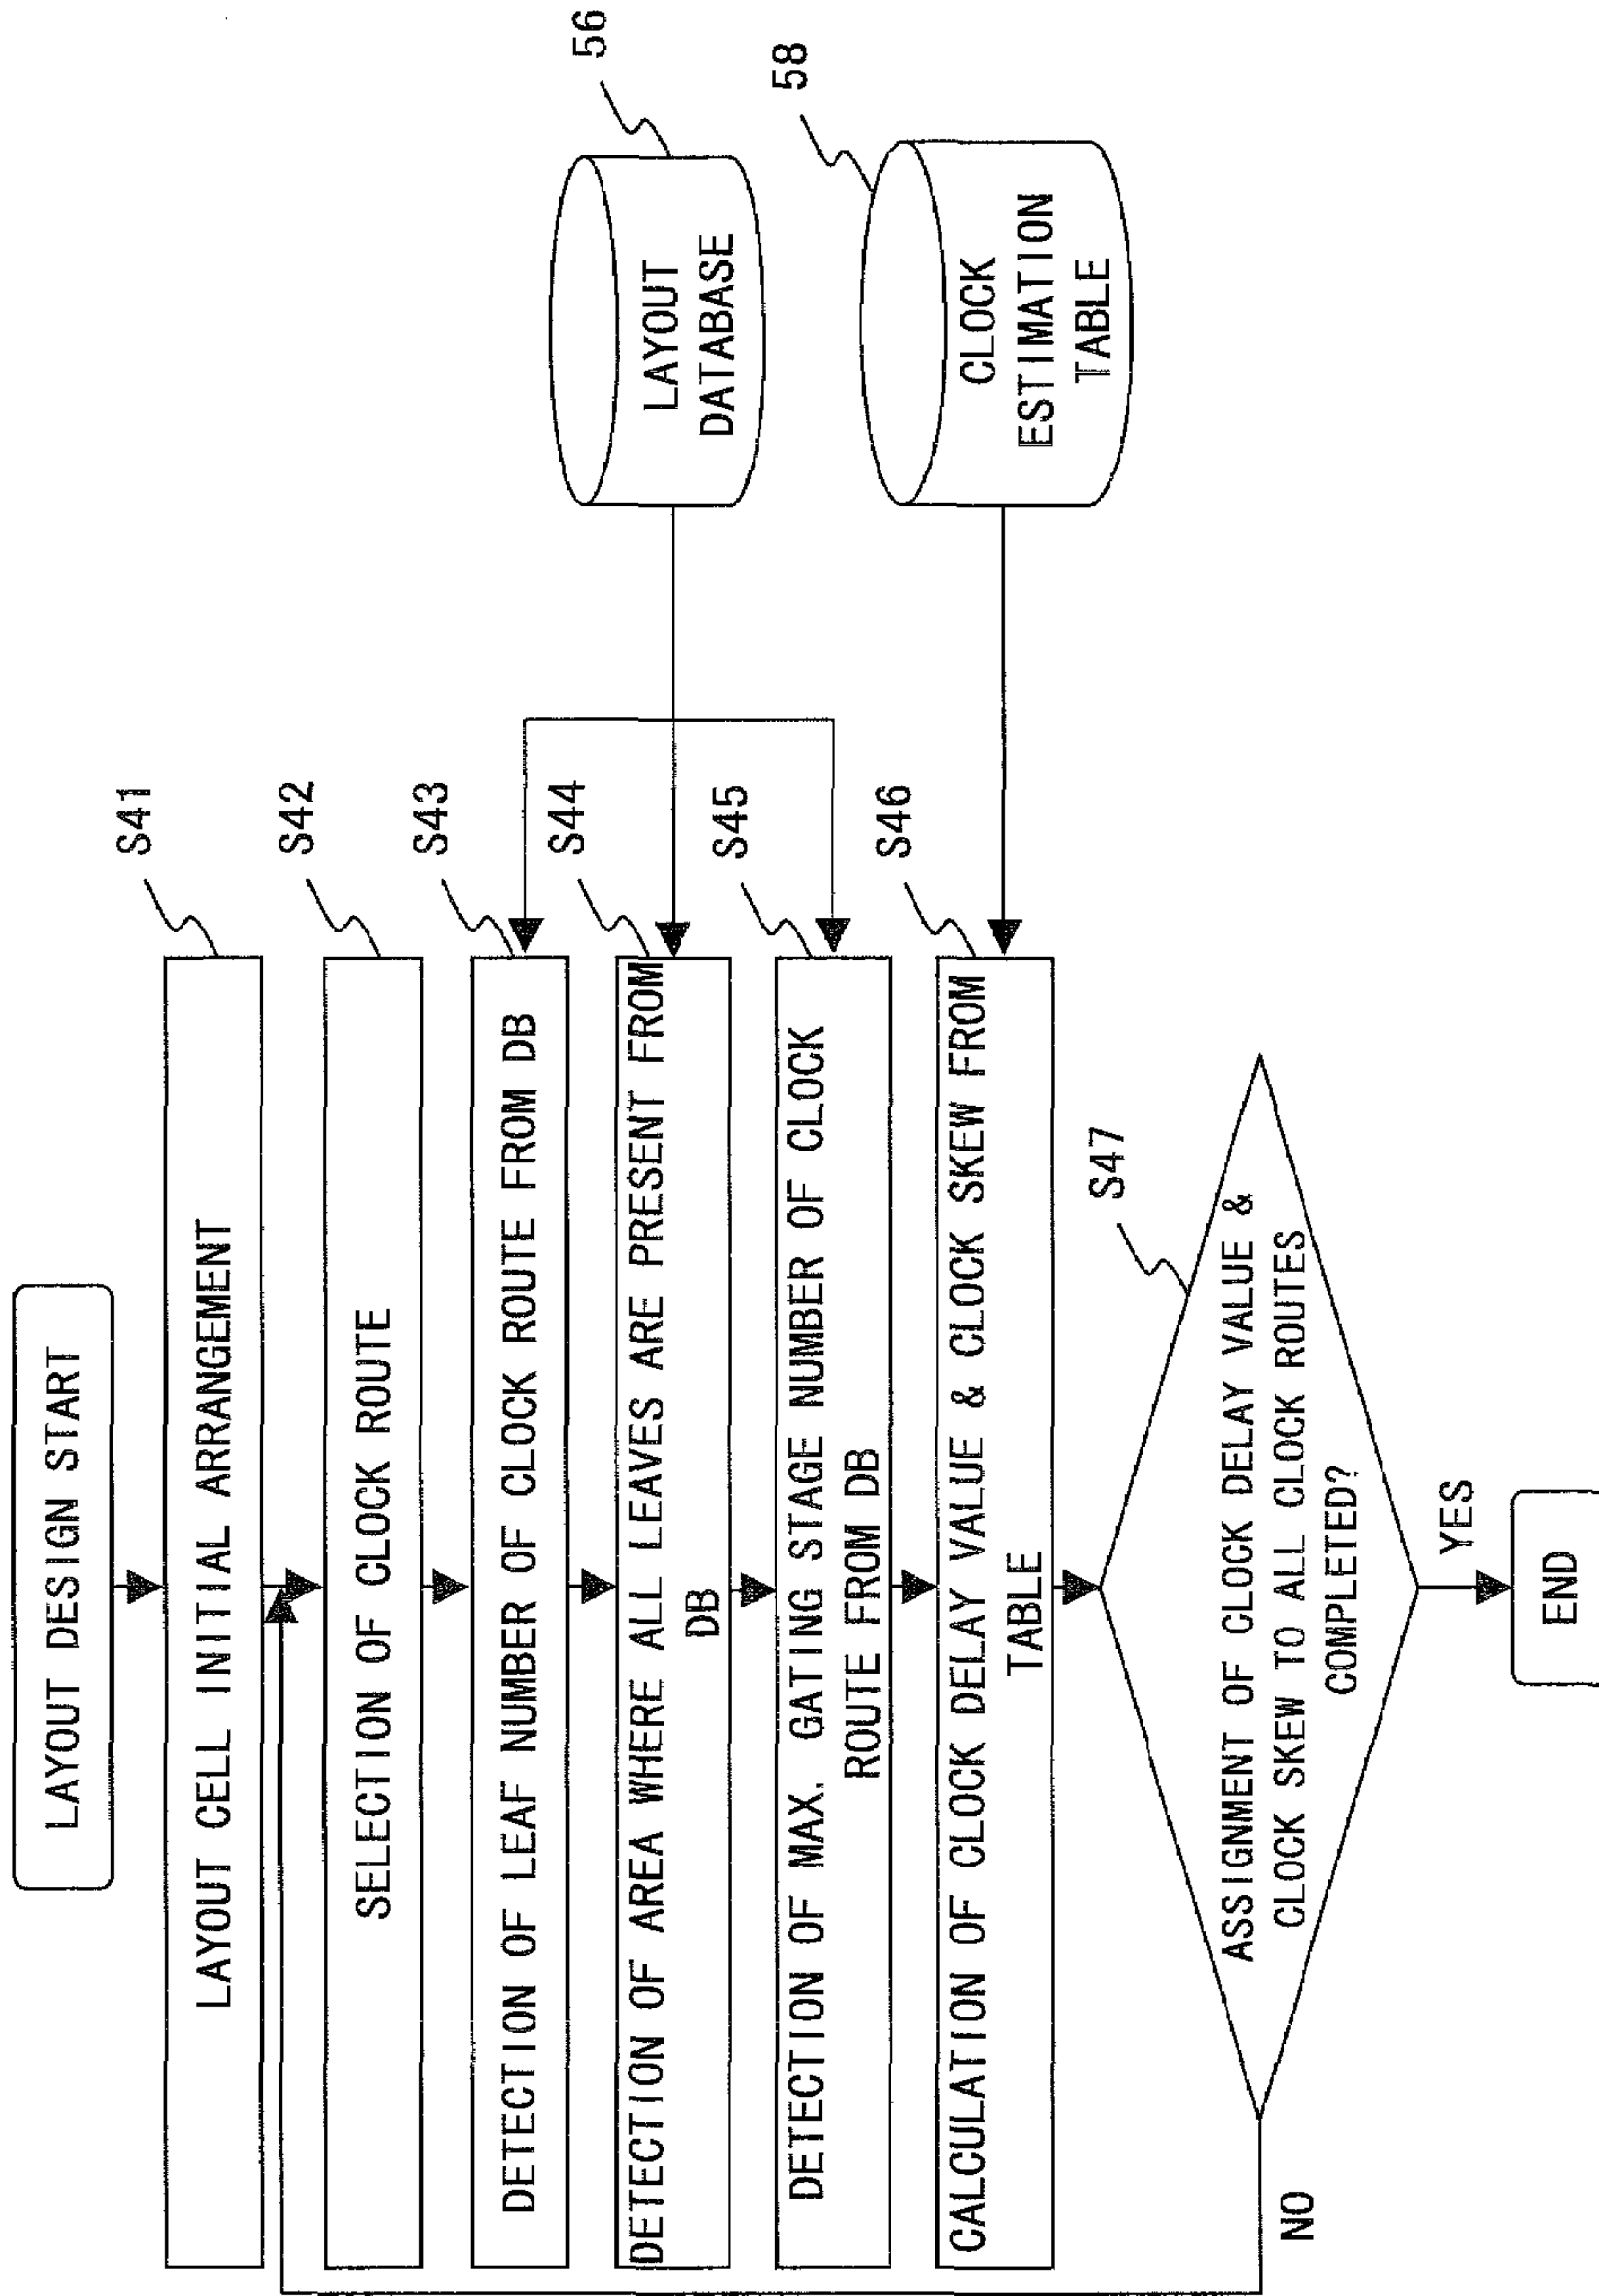 LAYOUT DESIGN START
S41
LAYOUT CELL INITIAL ARRANGEMENT
S42
SELECTION OF CLOCK ROUTE
S43
DETECTION OF LEAF NUMBER OF CLOCK ROUTE FROM DB
S44
DETECTION OF AREA WHERE ALL LEAVES ARE PRESENT FROM
DB
S45
DETECTION OF MAX. GATING STAGE NUMBER OF CLOCK
ROUTE FROM DB
S46
CALCULATION OF CLOCK DELAY VALUE & CLOCK SKEW FROM
TABLE
S47
ASSIGNMENT OF CLOCK DELAY VALUE &
CLOCK SKEW TO ALL CLOCK ROUTES
COMPLETED?
NO
YES
END
56
LAYOUT
DATABASE
58
CLOCK
ESTIMATION
TABLE